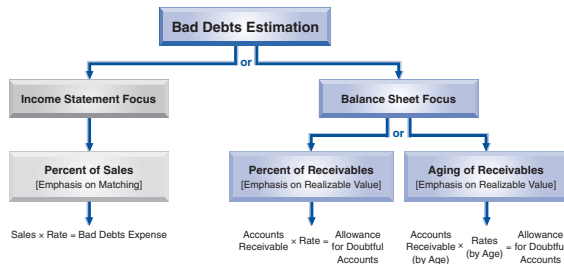 Bad Debts Estimation
or
Income Statement Focus
Balance Sheet Focus
or
Percent of Sales
[Emphasis on Matching]
Percent of Receivables
[Emphasis on Realizable Value]
Aging of Receivables
[Emphasis on Realizable Value]
Sales × Rate = Bad Debts Expense
Accounts
Receivable × Rate = Allowance
for Doubtful
Accounts
Accounts
Receivable
(by Age) × Rates
(by Age) = Allowance
for Doubtful
Accounts